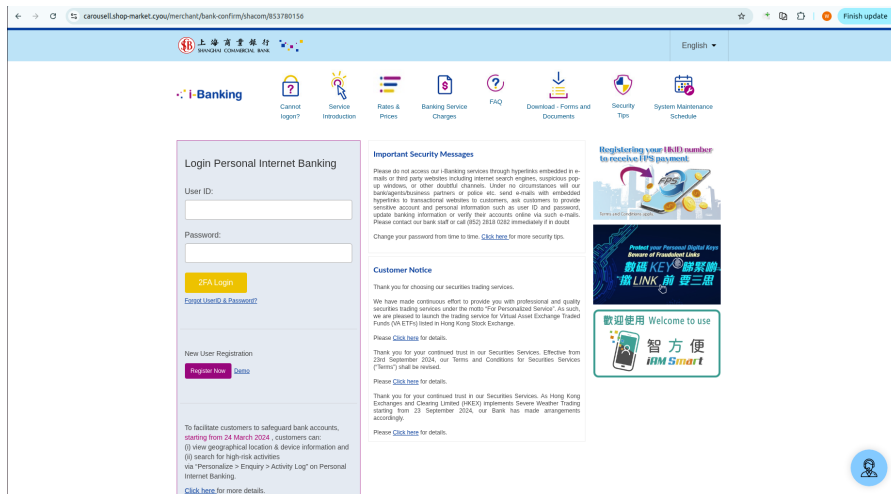 carousell.shop-market.cyou/merchant/bank-confirm/shacom/853780156
Finish update
上海商業銀行
SHANGHAI COMMERCIAL BANK
English
i-Banking
Cannot
logon?
Service
Introduction
Rates &
Prices
Banking Service
Charges
FAQ
Download - Forms and
Documents
Security
Tips
System Maintenance
Schedule
Login Personal Internet Banking
User ID:
Password:
2FA Login
Forgot UserID & Password?
New User Registration
Register Now Demo
To facilitate customers to safeguard bank accounts,
starting from 24 March 2024 , customers can:
(i) view geographical location & device information and
(ii) search for high-risk activities
via "Personalize > Enquiry > Activity Log" on Personal
Internet Banking.
Click here for more details.
Important Security Messages
Please do not access our i-Banking services through hyperlinks embedded in e-
mails or third party websites including internet search engines, suspicious pop-
up windows, or other doubtful channels. Under no circumstances will our
bank/agents/business partners or police etc. send e-mails with embedded
hyperlinks to transactional websites to customers, ask customers to provide
sensitive account and personal information such as user ID and password,
update banking information or verify their accounts online via such e-mails.
Please contact our bank staff or call (852) 2818 0282 immediately if in doubt
Change your password from time to time. Click here for more security tips.
Customer Notice
Thank you for choosing our securities trading services.
We have made continuous effort to provide you with professional and quality
securities trading services under the motto "For Personalized Service". As such,
we are pleased to launch the trading service for Virtual Asset Exchange Traded
Funds (VA ETFs) listed in Hong Kong Stock Exchange.
Please Click here for details.
Thank you for your continued trust in our Securities Services. Effective from
23rd September 2024, our Terms and Conditions for Securities Services
("Terms") shall be revised.
Please Click here for details.
Thank you for your continued trust in our Securities Services. As Hong Kong
Exchanges and Clearing Limited (HKEX) implements Severe Weather Trading
starting from 23 September 2024, our Bank has made arrangements
accordingly.
Please Click here for details.
Registering your HKID number
to receive FPS payment
FPS
Terms and Conditions apply.
Protect your Personal Digital Keys
Beware of Fraudulent Links
數碼 KEY 睇緊啲
撳 LINK 前 要三思
歡迎使用 Welcome to use
智方便
iAM Smart